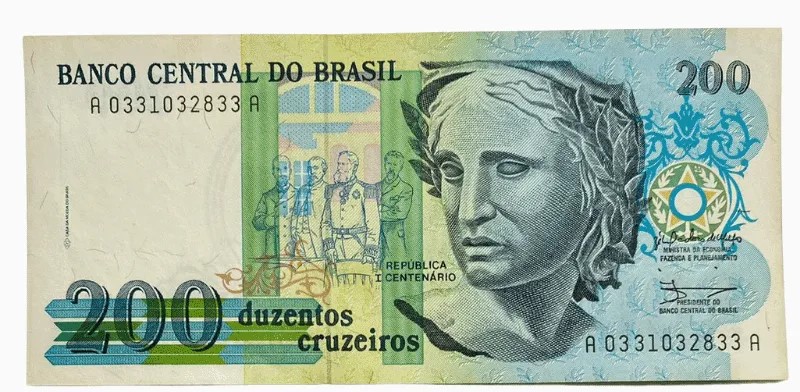 BANCO CENTRAL DO BRASIL
200
A 0331032833 A
REPÚBLICA
I CENTENÁRIO
MINISTRA DA ECONOMIA
FAZENDA E PLANEJAMENTO
PRESIDENTE DO
BANCO CENTRAL DO BRASIL
200 duzentos
cruzeiros
A 0331032833 A